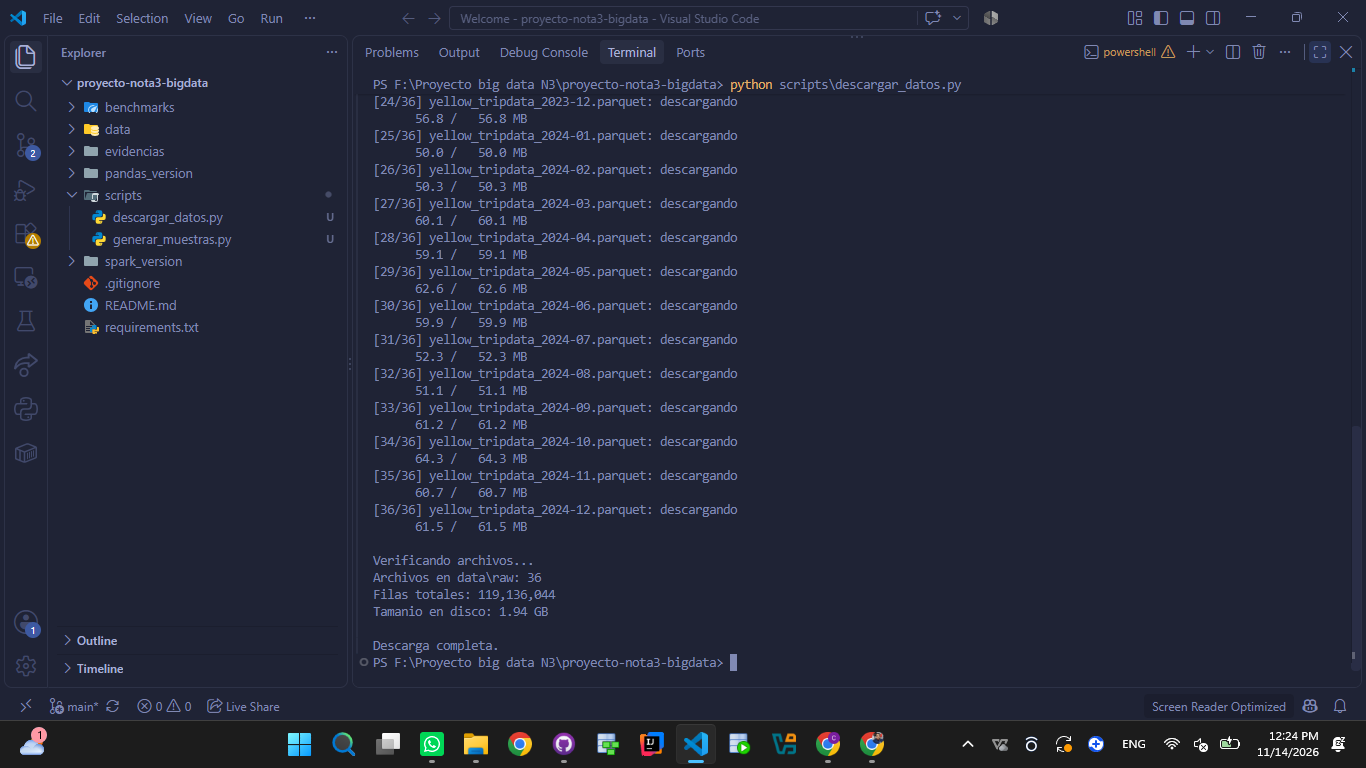 File Edit Selection View Go Run ···
Welcome - proyecto-nota3-bigdata - Visual Studio Code
Explorer
proyecto-nota3-bigdata
benchmarks
data
evidencias
pandas_version
scripts
descargar_datos.py U
generar_muestras.py U
spark_version
.gitignore
README.md
requirements.txt
2
1
Outline
Timeline
Problems Output Debug Console Terminal Ports
powershell
PS F:\Proyecto big data N3\proyecto-nota3-bigdata> python scripts\descargar_datos.py
[24/36] yellow_tripdata_2023-12.parquet: descargando
56.8 / 56.8 MB
[25/36] yellow_tripdata_2024-01.parquet: descargando
50.0 / 50.0 MB
[26/36] yellow_tripdata_2024-02.parquet: descargando
50.3 / 50.3 MB
[27/36] yellow_tripdata_2024-03.parquet: descargando
60.1 / 60.1 MB
[28/36] yellow_tripdata_2024-04.parquet: descargando
59.1 / 59.1 MB
[29/36] yellow_tripdata_2024-05.parquet: descargando
62.6 / 62.6 MB
[30/36] yellow_tripdata_2024-06.parquet: descargando
59.9 / 59.9 MB
[31/36] yellow_tripdata_2024-07.parquet: descargando
52.3 / 52.3 MB
[32/36] yellow_tripdata_2024-08.parquet: descargando
51.1 / 51.1 MB
[33/36] yellow_tripdata_2024-09.parquet: descargando
61.2 / 61.2 MB
[34/36] yellow_tripdata_2024-10.parquet: descargando
64.3 / 64.3 MB
[35/36] yellow_tripdata_2024-11.parquet: descargando
60.7 / 60.7 MB
[36/36] yellow_tripdata_2024-12.parquet: descargando
61.5 / 61.5 MB
Verificando archivos...
Archivos en data\raw: 36
Filas totales: 119,136,044
Tamanio en disco: 1.94 GB
Descarga completa.
PS F:\Proyecto big data N3\proyecto-nota3-bigdata>
main* 0 0 Live Share
Screen Reader Optimized
1
ENG
12:24 PM
11/14/2026